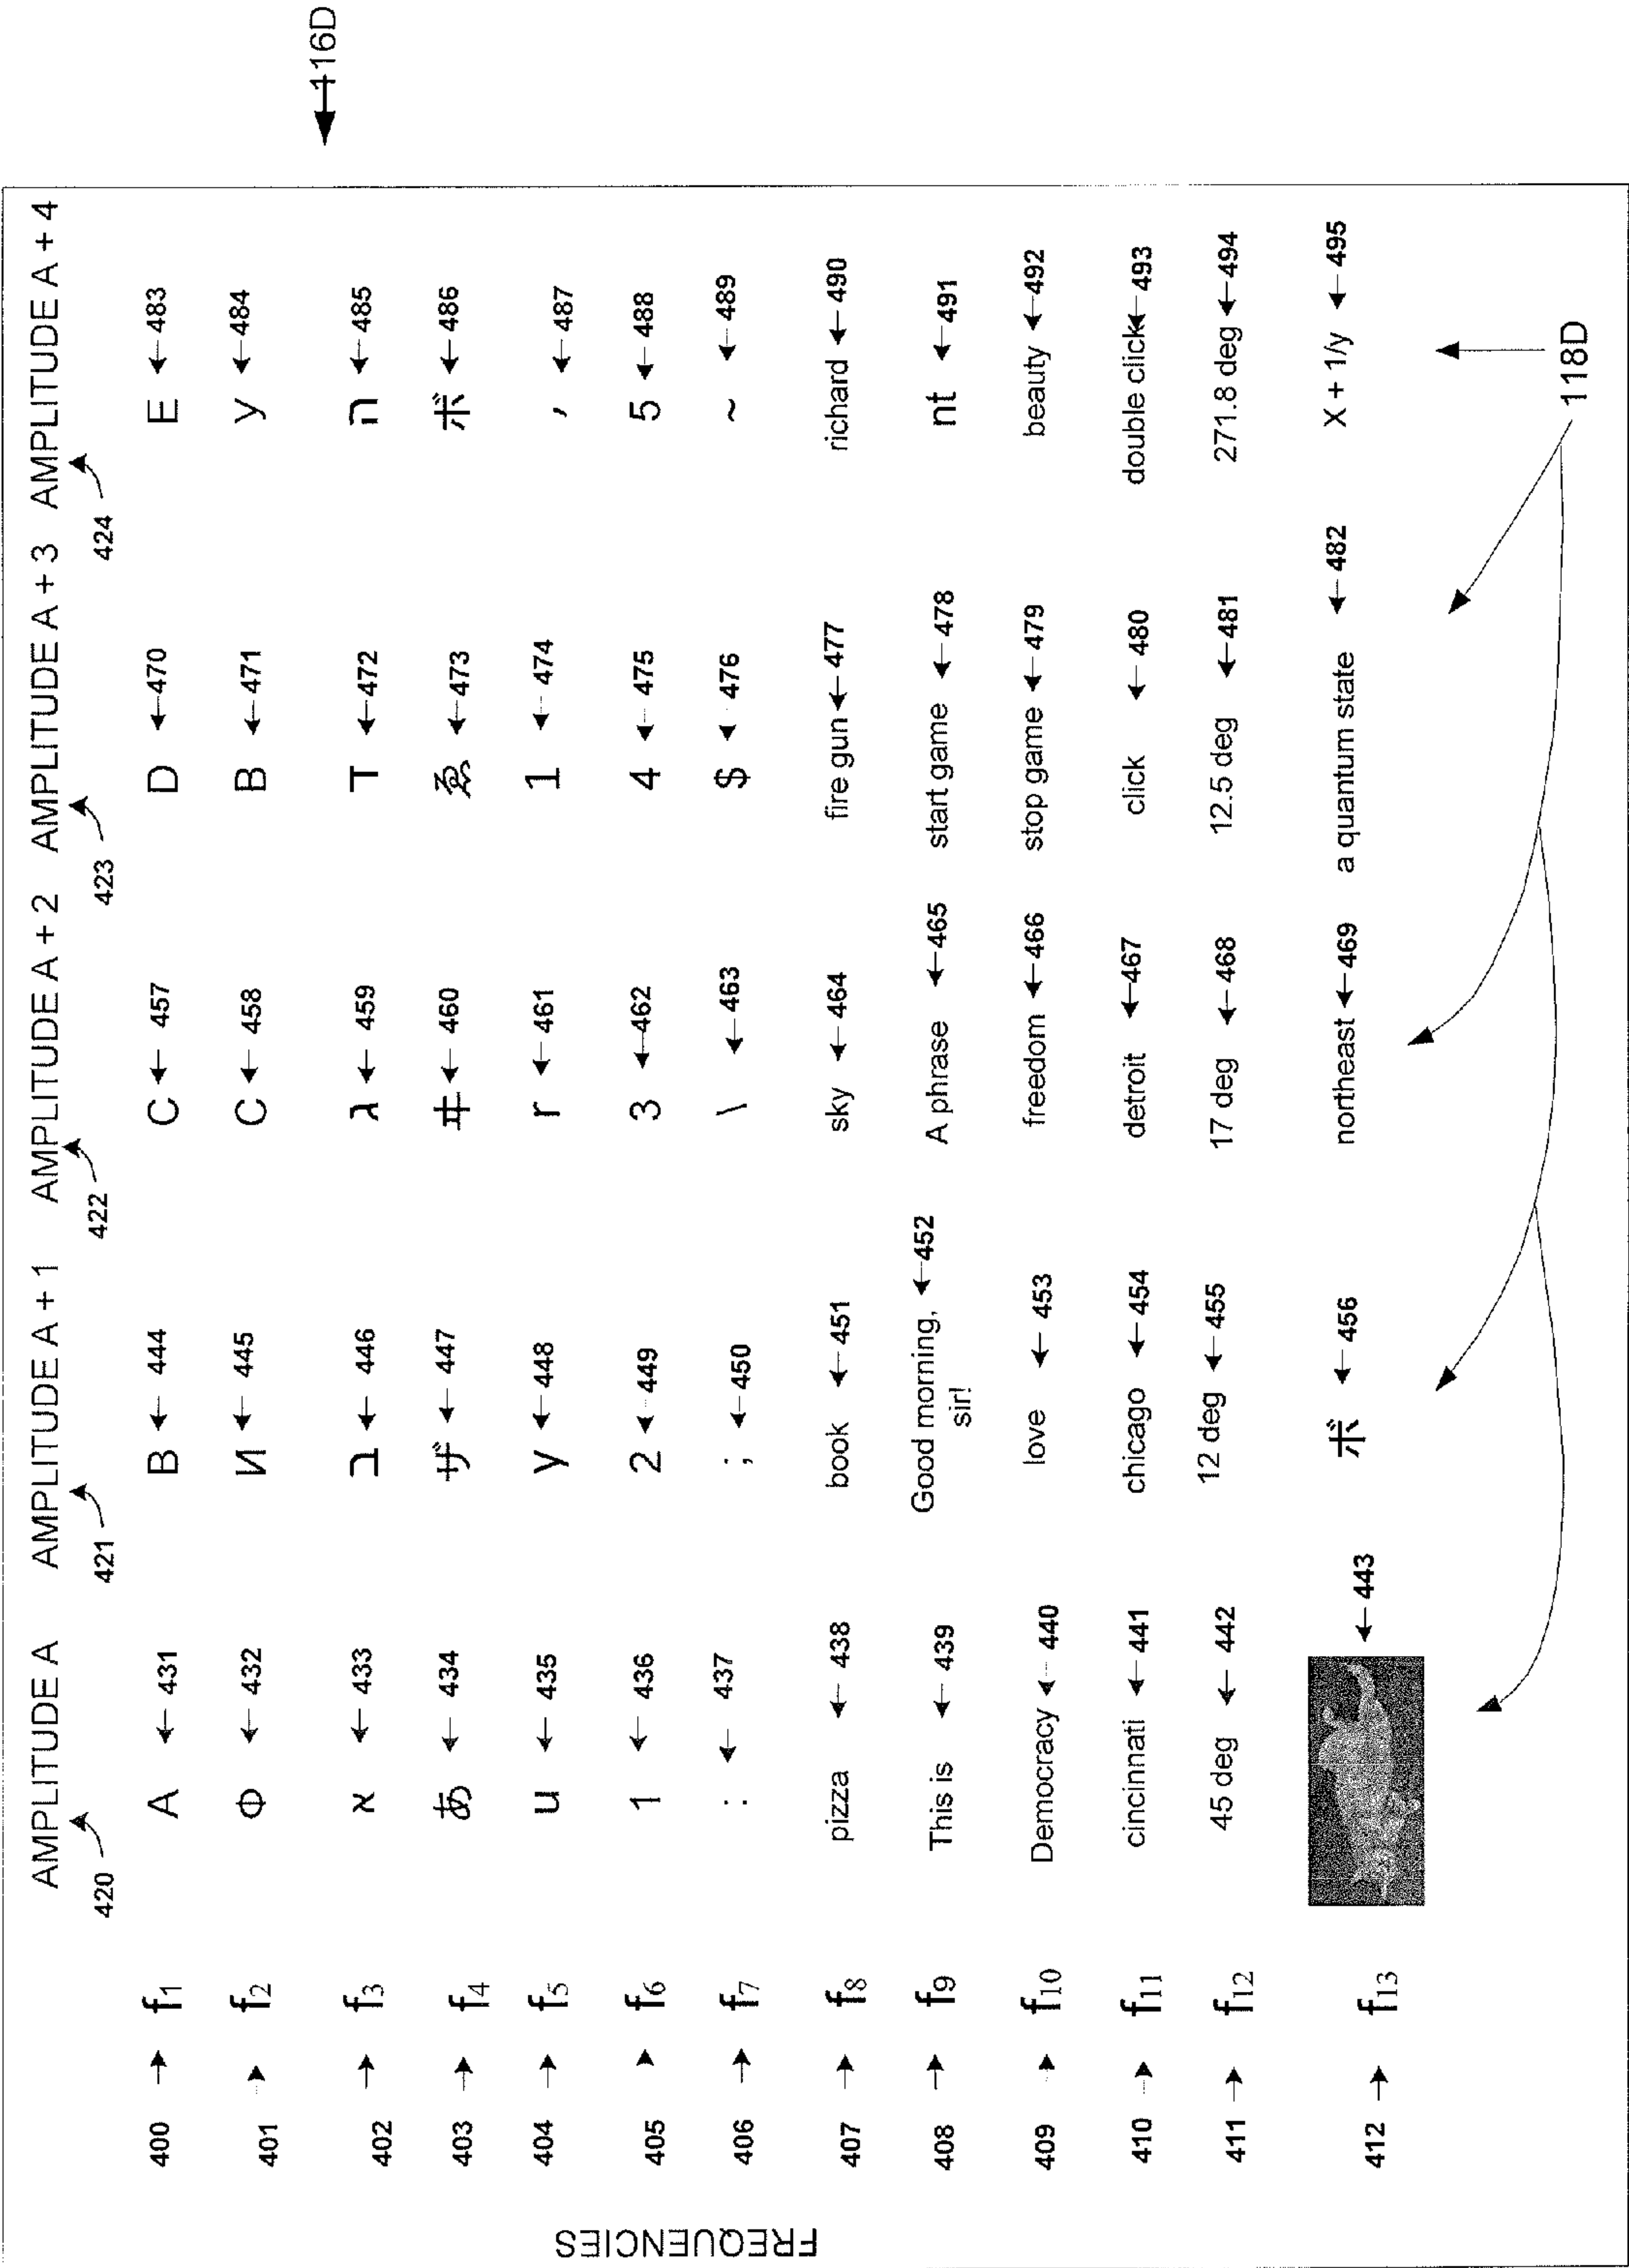 116D
AMPLITUDE A AMPLITUDE A + 1 AMPLITUDE A + 2 AMPLITUDE A + 3 AMPLITUDE A + 4
420 421 422 423 424
FREQUENCIES
400 → f1 A ← 431 B ← 444 C ← 457 D ← 470 E ← 483
401 → f2 Ф ← 432 И ← 445 С ← 458 В ← 471 У ← 484
402 → f3 א ← 433 ב ← 446 ג ← 459 ד ← 472 ה ← 485
403 → f4 あ ← 434 ザ ← 447 ヰ ← 460 ゑ ← 473 ボ ← 486
404 → f5 u ← 435 y ← 448 r ← 461 1 ← 474 , ← 487
405 → f6 1 ← 436 2 ← 449 3 ← 462 4 ← 475 5 ← 488
406 → f7 : ← 437 ; ← 450 \ ← 463 $ ← 476 ~ ← 489
407 → f8 pizza ← 438 book ← 451 sky ← 464 fire gun ← 477 richard ← 490
408 → f9 This is ← 439 Good morning, ← 452 A phrase ← 465 start game ← 478 nt ← 491
sir!
409 → f10 Democracy ← 440 love ← 453 freedom ← 466 stop game ← 479 beauty ← 492
410 → f11 cincinnati ← 441 chicago ← 454 detroit ← 467 click ← 480 double click ← 493
411 → f12 45 deg ← 442 12 deg ← 455 17 deg ← 468 12.5 deg ← 481 271.8 deg ← 494
412 → f13 ← 443 ボ ← 456 northeast ← 469 a quantum state ← 482 X + 1/y ← 495
118D